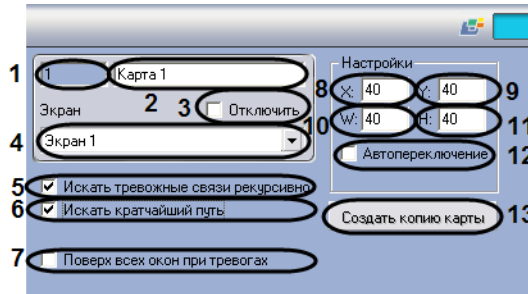 1 1 Карта 1
Экран 2 3 Отключить
4 Экран 1
5 Искать тревожные связи рекурсивно
6 Искать кратчайший путь
7 Поверх всех окон при тревогах
Настройки
8 X: 40 Y: 40 9
10 W: 40 H: 40 11
Автопереключение 12
Создать копию карты 13